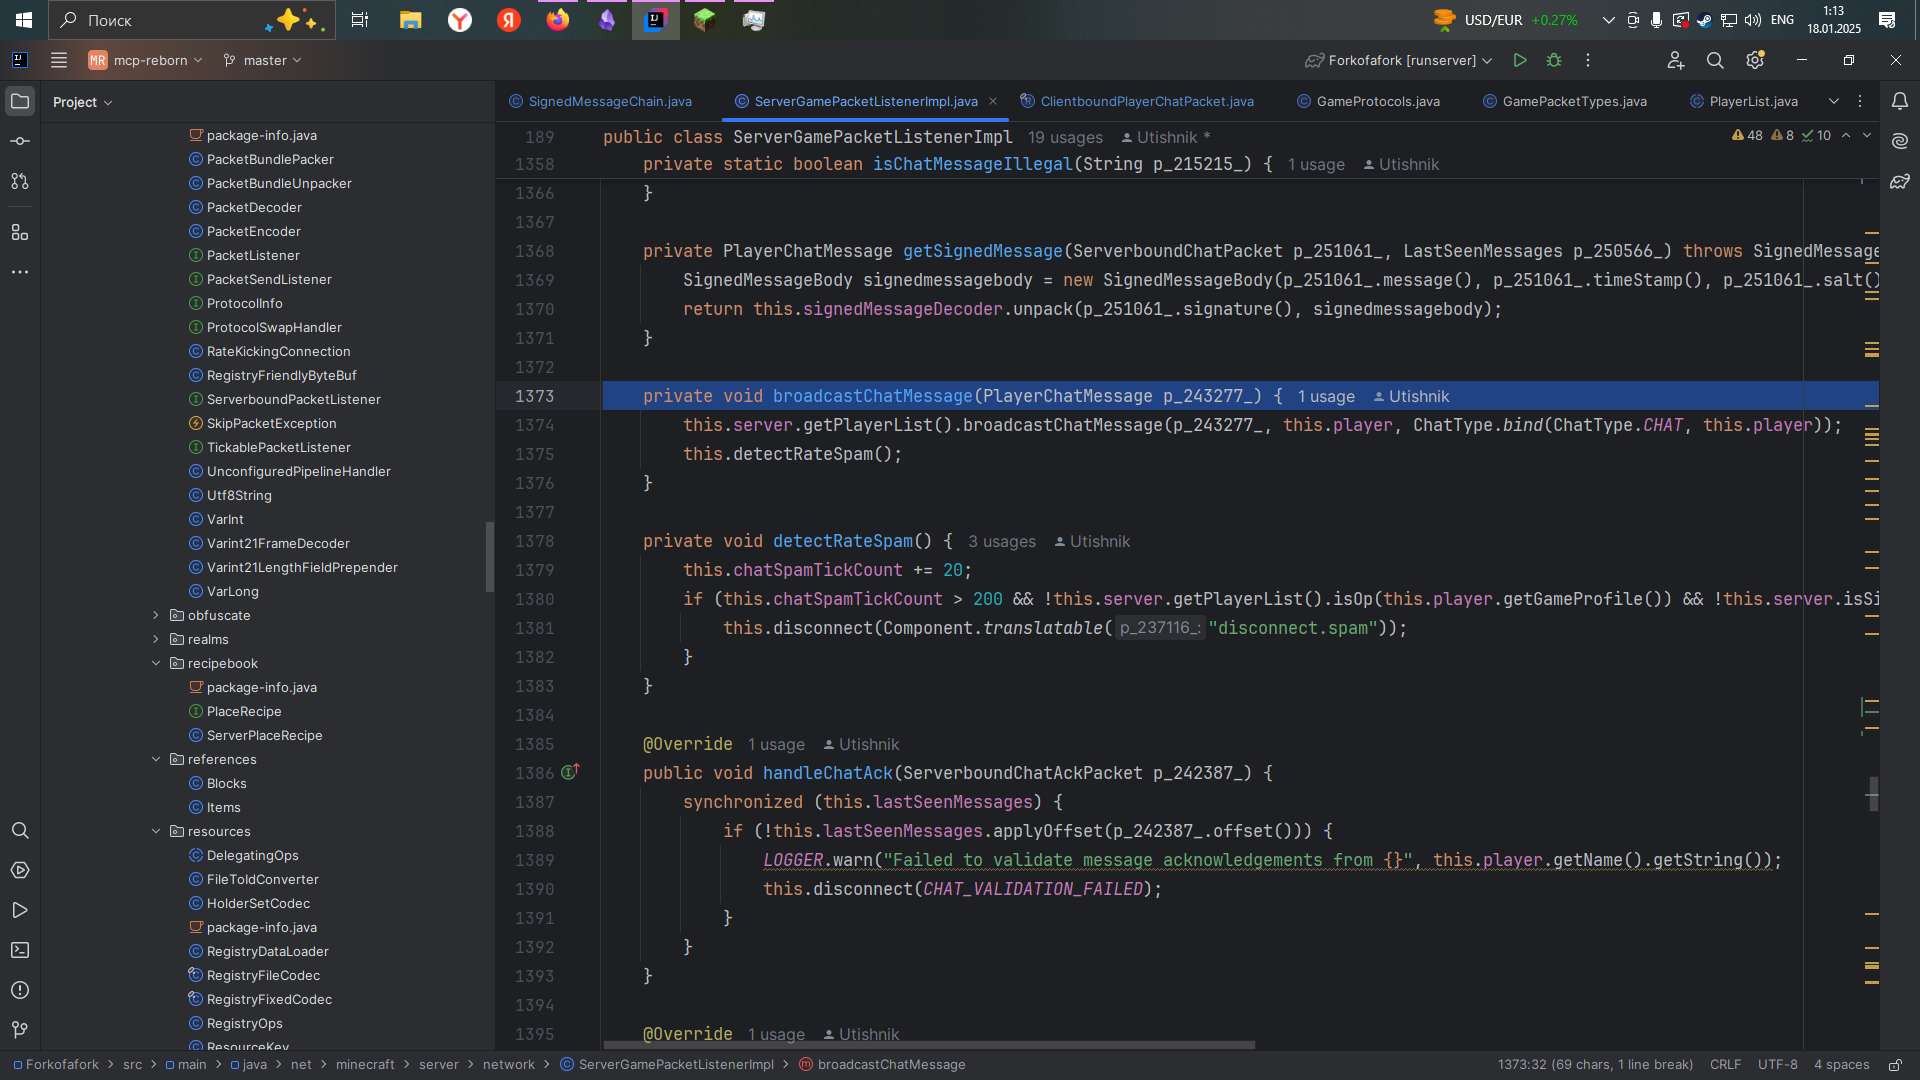 Поиск
USD/EUR +0.27%
ENG
1:13
18.01.2025
MR mcp-reborn
master
Forkofafork [runserver]
Project
SignedMessageChain.java
ServerGamePacketListenerImpl.java
ClientboundPlayerChatPacket.java
GameProtocols.java
GamePacketTypes.java
PlayerList.java
package-info.java
PacketBundlePacker
PacketBundleUnpacker
PacketDecoder
PacketEncoder
PacketListener
PacketSendListener
ProtocolInfo
ProtocolSwapHandler
RateKickingConnection
RegistryFriendlyByteBuf
ServerboundPacketListener
SkipPacketException
TickablePacketListener
UnconfiguredPipelineHandler
Utf8String
VarInt
Varint21FrameDecoder
Varint21LengthFieldPrepender
VarLong
obfuscate
realms
recipebook
package-info.java
PlaceRecipe
ServerPlaceRecipe
references
Blocks
Items
resources
DelegatingOps
FileToIdConverter
HolderSetCodec
package-info.java
RegistryDataLoader
RegistryFileCodec
RegistryFixedCodec
RegistryOps
ResourceKey
48 8 10
189 public class ServerGamePacketListenerImpl 19 usages Utishnik *
1358 private static boolean isChatMessageIllegal(String p_215215_) { 1 usage Utishnik
1366 }
1367
1368 private PlayerChatMessage getSignedMessage(ServerboundChatPacket p_251061_, LastSeenMessages p_250566_) throws SignedMessage
1369 SignedMessageBody signedmessagebody = new SignedMessageBody(p_251061_.message(), p_251061_.timeStamp(), p_251061_.salt()
1370 return this.signedMessageDecoder.unpack(p_251061_.signature(), signedmessagebody);
1371 }
1372
1373 private void broadcastChatMessage(PlayerChatMessage p_243277_) { 1 usage Utishnik
1374 this.server.getPlayerList().broadcastChatMessage(p_243277_, this.player, ChatType.bind(ChatType.CHAT, this.player));
1375 this.detectRateSpam();
1376 }
1377
1378 private void detectRateSpam() { 3 usages Utishnik
1379 this.chatSpamTickCount += 20;
1380 if (this.chatSpamTickCount > 200 && !this.server.getPlayerList().isOp(this.player.getGameProfile()) && !this.server.isSi
1381 this.disconnect(Component.translatable( p_237116_: "disconnect.spam"));
1382 }
1383 }
1384
1385 @Override 1 usage Utishnik
1386 public void handleChatAck(ServerboundChatAckPacket p_242387_) {
1387 synchronized (this.lastSeenMessages) {
1388 if (!this.lastSeenMessages.applyOffset(p_242387_.offset())) {
1389 LOGGER.warn("Failed to validate message acknowledgements from {}", this.player.getName().getString());
1390 this.disconnect(CHAT_VALIDATION_FAILED);
1391 }
1392 }
1393 }
1394
1395 @Override 1 usage Utishnik
Forkofafork > src > main > java > net > minecraft > server > network > ServerGamePacketListenerImpl > broadcastChatMessage
1373:32 (69 chars, 1 line break) CRLF UTF-8 4 spaces